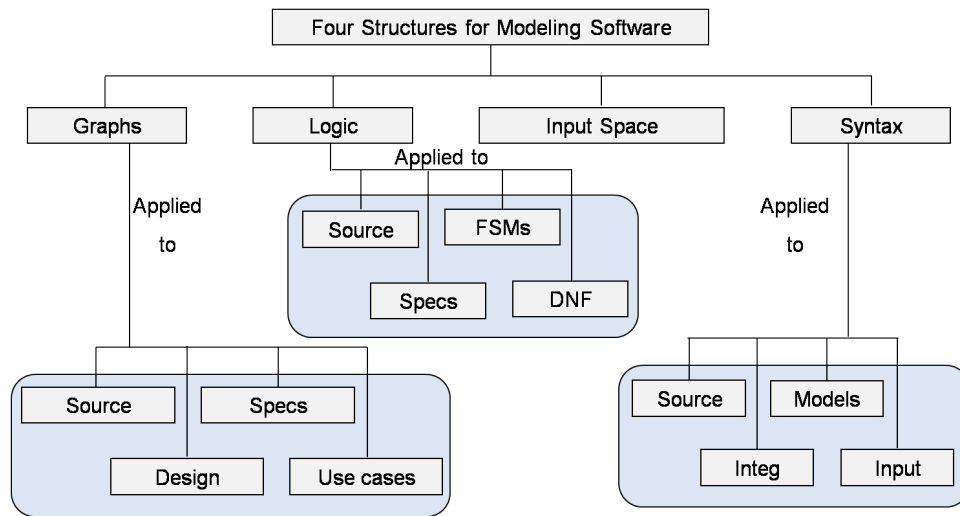 Four Structures for Modeling Software
Graphs
Logic
Input Space
Syntax
Applied to
Applied
to
Applied
to
Source
FSMs
Specs
DNF
Source
Specs
Design
Use cases
Source
Models
Integ
Input